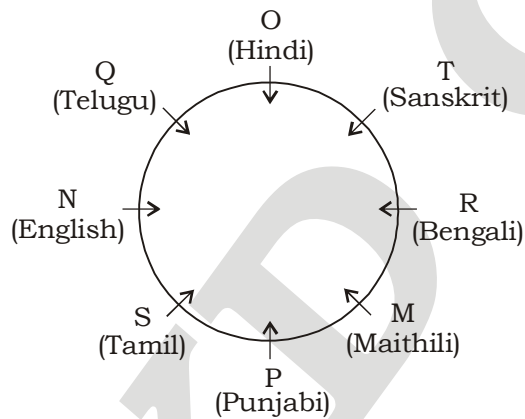 O
(Hindi)
Q
(Telugu)
T
(Sanskrit)
N
(English)
R
(Bengali)
S
(Tamil)
M
(Maithili)
P
(Punjabi)